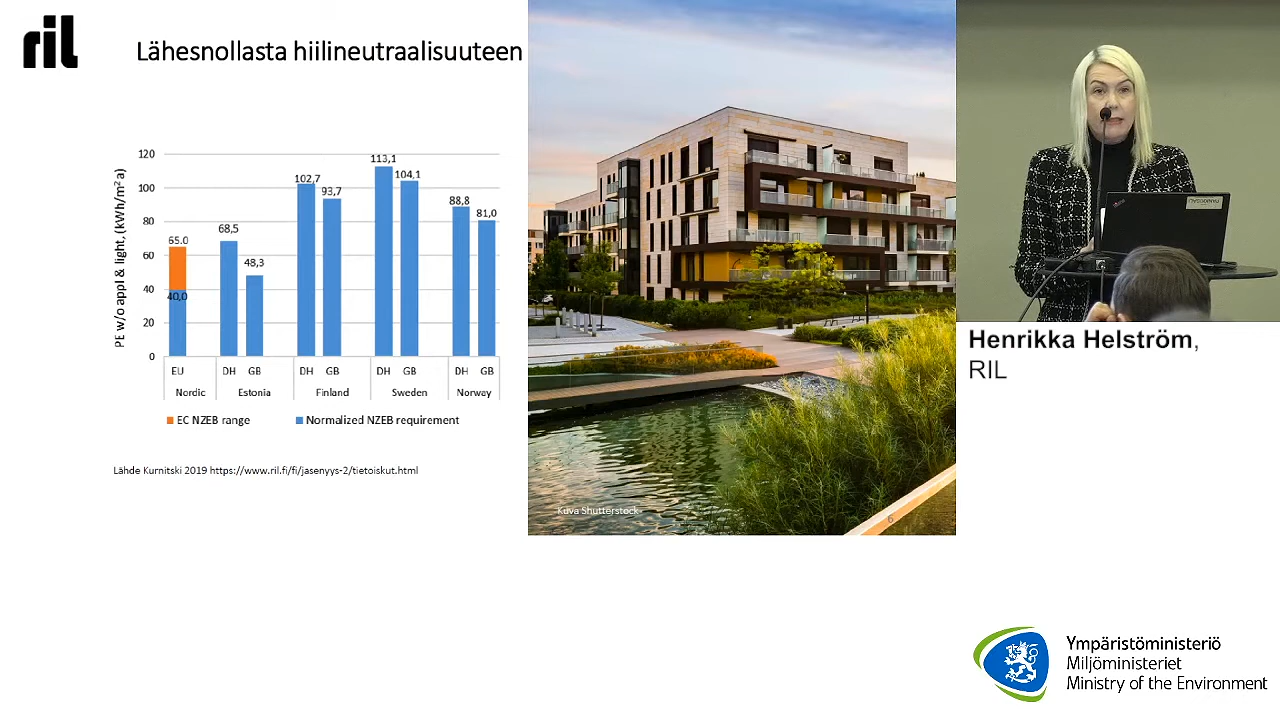 ril
Lähesnollasta hiilineutraalisuuteen
PE w/o appl & light, (kWh/m²a)
120
100
80
60
40
20
0
65.0
40,0
68,5
48,3
102,7
93,7
113,1
104,1
88,8
81,0
EU DH GB DH GB DH GB DH GB
Nordic Estonia Finland Sweden Norway
EC NZEB range Normalized NZEB requirement
Lähde Kurnitski 2019 https://www.ril.fi/fi/jasenyys-2/tietoiskut.html
Kuva Shutterstock
6
Henrikka Helström,
RIL
Ympäristöministeriö
Miljöministeriet
Ministry of the Environment